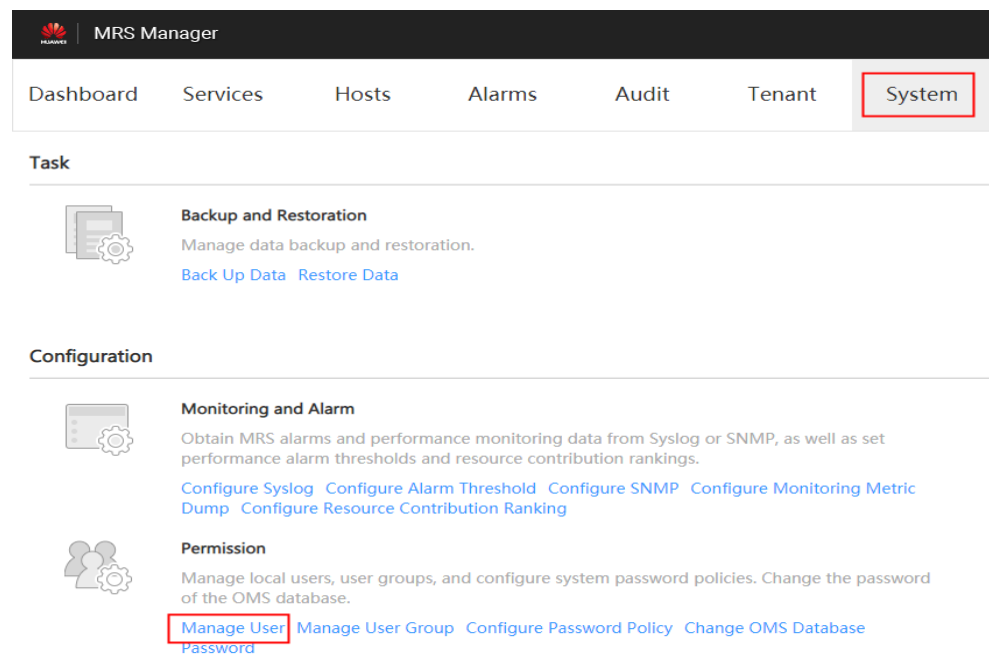 HUAWEI MRS Manager
Dashboard Services Hosts Alarms Audit Tenant System
Task
Backup and Restoration
Manage data backup and restoration.
Back Up Data Restore Data
Configuration
Monitoring and Alarm
Obtain MRS alarms and performance monitoring data from Syslog or SNMP, as well as set
performance alarm thresholds and resource contribution rankings.
Configure Syslog Configure Alarm Threshold Configure SNMP Configure Monitoring Metric
Dump Configure Resource Contribution Ranking
Permission
Manage local users, user groups, and configure system password policies. Change the password
of the OMS database.
Manage User Manage User Group Configure Password Policy Change OMS Database
Password